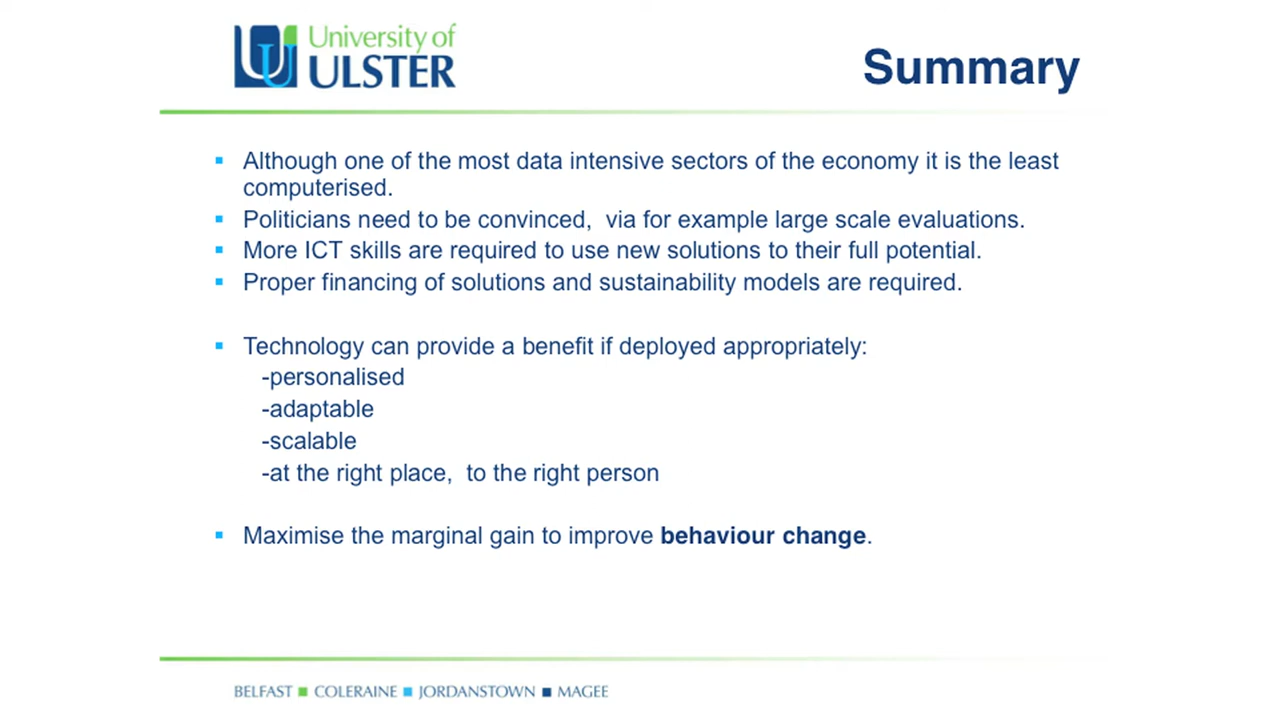 University of
ULSTER
Summary
▪ Although one of the most data intensive sectors of the economy it is the least
computerised.
▪ Politicians need to be convinced,  via for example large scale evaluations.
▪ More ICT skills are required to use new solutions to their full potential.
▪ Proper financing of solutions and sustainability models are required.
▪ Technology can provide a benefit if deployed appropriately:
-personalised
-adaptable
-scalable
-at the right place,  to the right person
▪ Maximise the marginal gain to improve behaviour change.
BELFAST ■ COLERAINE ■ JORDANSTOWN ■ MAGEE